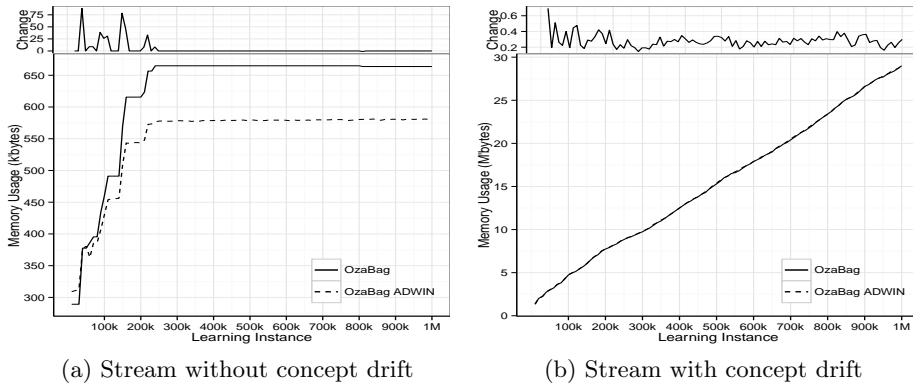 Change
75
50
25
0
Memory Usage (kbytes)
650
600
550
500
450
400
350
300
OzaBag
OzaBag ADWIN
100k 200k 300k 400k 500k 600k 700k 800k 900k 1M
Learning Instance
(a) Stream without concept drift
Change
0.6
0.4
0.2
Memory Usage (M'bytes)
30
25
20
15
10
5
0
OzaBag
OzaBag ADWIN
100k 200k 300k 400k 500k 600k 700k 800k 900k 1M
Learning Instance
(b) Stream with concept drift